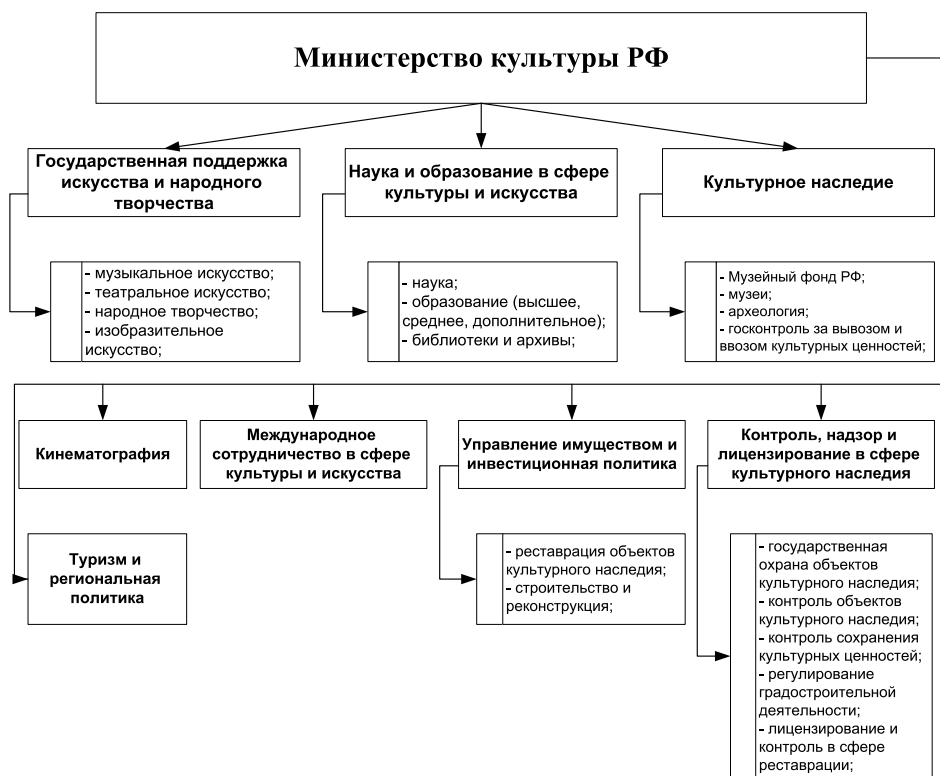 Министерство культуры РФ
Государственная поддержка
искусства и народного
творчества
Наука и образование в сфере
культуры и искусства
Культурное наследие
- музыкальное искусство;
- театральное искусство;
- народное творчество;
- изобразительное
искусство;
- наука;
- образование (высшее,
среднее, дополнительное);
- библиотеки и архивы;
- Музейный фонд РФ;
- музеи;
- археология;
- госконтроль за вывозом и
ввозом культурных ценностей;
Кинематография
Международное
сотрудничество в сфере
культуры и искусства
Управление имуществом и
инвестиционная политика
Контроль, надзор и
лицензирование в сфере
культурного наследия
Туризм и
региональная
политика
- реставрация объектов
культурного наследия;
- строительство и
реконструкция;
- государственная
охрана объектов
культурного наследия;
- контроль объектов
культурного наследия;
- контроль сохранения
культурных ценностей;
- регулирование
градостроительной
деятельности;
- лицензирование и
контроль в сфере
реставрации;